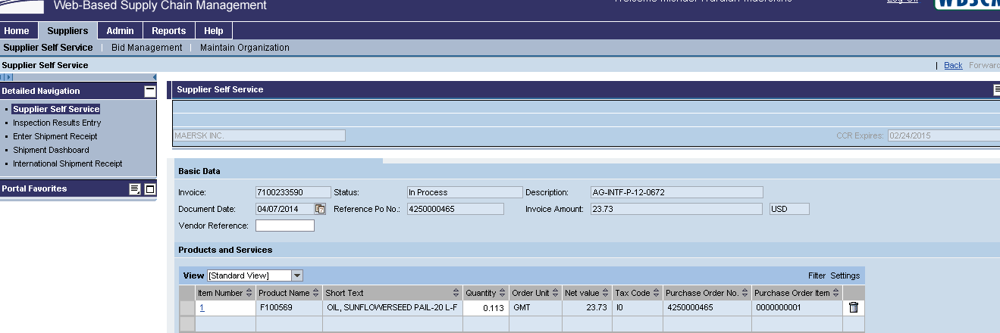 Web-Based Supply Chain Management
Home Suppliers Admin Reports Help
Supplier Self Service Bid Management Maintain Organization
Supplier Self Service Back Forward
Detailed Navigation
Supplier Self Service
Inspection Results Entry
Enter Shipment Receipt
Shipment Dashboard
International Shipment Receipt
Portal Favorites
Supplier Self Service
MAERSK INC. CCR Expires: 02/24/2015
Basic Data
Invoice: 7100233590 Status: In Process Description: AG-INTF-P-12-0672
Document Date: 04/07/2014 Reference Po No.: 4250000465 Invoice Amount: 23.73 USD
Vendor Reference:
Products and Services
View [Standard View] Filter Settings
Item Number Product Name Short Text Quantity Order Unit Net value Tax Code Purchase Order No. Purchase Order Item
1 F100569 OIL, SUNFLOWERSEED PAIL-20 L-F 0.113 GMT 23.73 I0 4250000465 0000000001